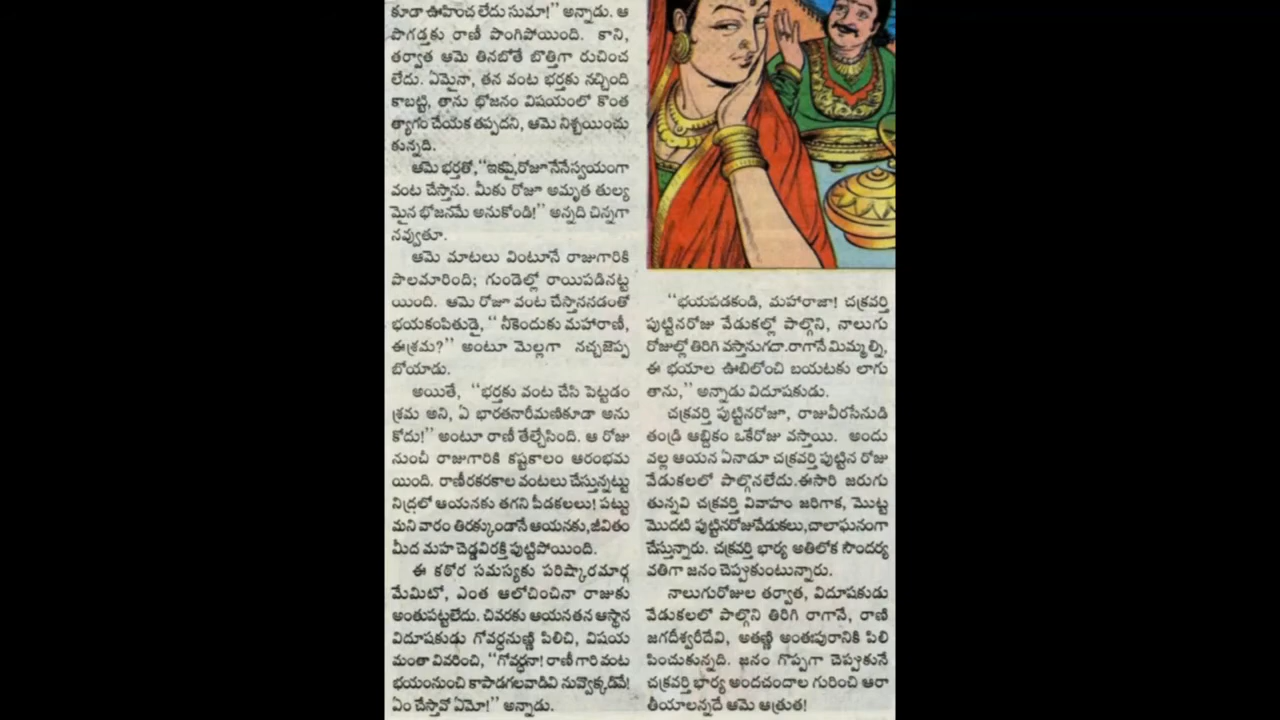 కూడా ఊహించ లేదు సుమా!'' అన్నాడు. ఆ
పొగడ్తకు రాణీ పొంగిపోయింది. కాని,
తర్వాత ఆమె తినబోతే బొత్తిగా రుచించ
లేదు. ఏమైనా, తన వంట భర్తకు నచ్చింది
కాబట్టి, తాను భోజనం విషయంలో కొంత
త్యాగం చేయక తప్పదని, ఆమె నిశ్చయించు
కున్నది.
ఆమె భర్తతో, ''ఇకపై, రోజూ నేనే స్వయంగా
వంట చేస్తాను. మీకు రోజూ అమృత తుల్య
మైన భోజనమే అనుకోండి!'' అన్నది చిన్నగా
నవ్వుతూ.
ఆమె మాటలు వింటూనే రాజుగారికి
పొలమారింది; గుండెల్లో రాయిపడినట్ట
యింది. ఆమె రోజూ వంట చేస్తాననడంతో
భయకంపితుడై, '' నీకెందుకు మహారాణీ,
ఈశ్రమ?'' అంటూ మెల్లగా నచ్చజెప్ప
బోయాడు.
అయితే, ''భర్తకు వంట చేసి పెట్టడం
శ్రమ అని, ఏ భారతనారీమణికూడా అను
కోదు!'' అంటూ రాణీ తేల్చేసింది. ఆ రోజు
నుంచీ రాజుగారికి కష్టకాలం ఆరంభమ
యింది. రాణీరకరకాల వంటలు చేస్తున్నట్టు
నిద్రలో ఆయనకు తగని పీడకలలు! పట్టు
మని వారం తిరక్కుండానే ఆయనకు,జీవితం
మీద మహ చెడ్డవిరక్తి పుట్టిపోయింది.
ఈ కఠోర సమస్యకు పరిష్కారమార్గ
మేమిటో, ఎంత ఆలోచించినా రాజుకు
అంతుపట్టలేదు. చివరకు ఆయనతన ఆస్థాన
విదూషకుడు గోవర్ధనుణ్ణి పిలిచి, విషయ
మంతా వివరించి, ''గోవర్ధనా! రాణీ గారి వంట
భయంనుంచి కాపాడగలవాడివి నువ్వొక్కడివే!
ఏం చేస్తావో ఏమో!'' అన్నాడు.
''భయపడకండి, మహారాజా! చక్రవర్తి
పుట్టినరోజు వేడుకల్లో పాల్గొని, నాలుగు
రోజుల్లో తిరిగి వస్తానుగదా.రాగానే మిమ్మల్ని,
ఈ భయాల ఊబిలోంచి బయటకు లాగు
తాను,'' అన్నాడు విదూషకుడు.
చక్రవర్తి పుట్టినరోజూ, రాజువీరసేనుడి
తండ్రి ఆబ్దికం ఒకేరోజు వస్తాయి. అందు
వల్ల ఆయన ఏనాడూ చక్రవర్తి పుట్టిన రోజు
వేడుకలలో పాల్గొనలేదు.ఈసారి జరుగు
తున్నవి చక్రవర్తి వివాహం జరిగాక, మొట్ట
మొదటి పుట్టినరోజువేడుకలు,చాలాఘనంగా
చేస్తున్నారు. చక్రవర్తి భార్య అతిలోక సౌందర్య
వతిగా జనం చెప్పుకుంటున్నారు.
నాలుగురోజుల తర్వాత, విదూషకుడు
వేడుకలలో పాల్గొని తిరిగి రాగానే, రాణి
జగదీశ్వరీదేవి, అతణ్ణి అంతఃపురానికి పిలి
పించుకున్నది. జనం గొప్పగా చెప్పుకునే
చక్రవర్తి భార్య అందచందాల గురించి ఆరా
తీయాలన్నదే ఆమె ఆత్రుత!